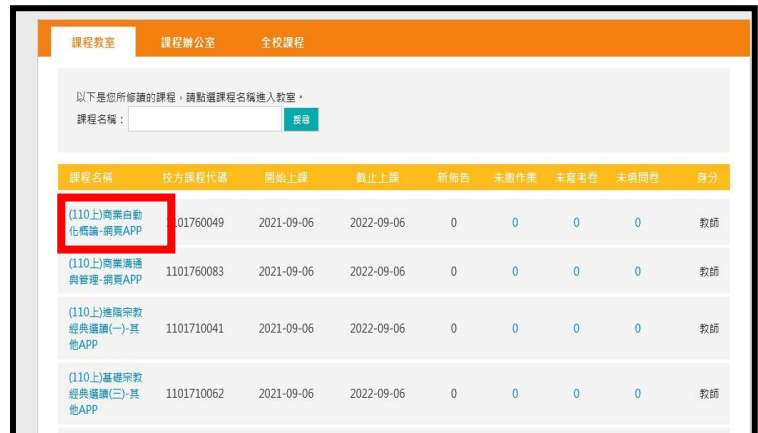 課程教室 課程辦公室 全校課程
以下是您所修讀的課程，請點選課程名稱進入教室。
課程名稱： 搜尋
課程名稱 校方課程代碼 開始上課 截止上課 新佈告 未繳作業 未寫考卷 未填問卷 身分
(110上)商業自動
化概論-網頁APP 1101760049 2021-09-06 2022-09-06 0 0 0 0 教師
(110上)商業溝通
與管理-網頁APP 1101760083 2021-09-06 2022-09-06 0 0 0 0 教師
(110上)進階宗教
經典選讀(一)-其
他APP 1101710041 2021-09-06 2022-09-06 0 0 0 0 教師
(110上)基礎宗教
經典選讀(三)-其
他APP 1101710062 2021-09-06 2022-09-06 0 0 0 0 教師